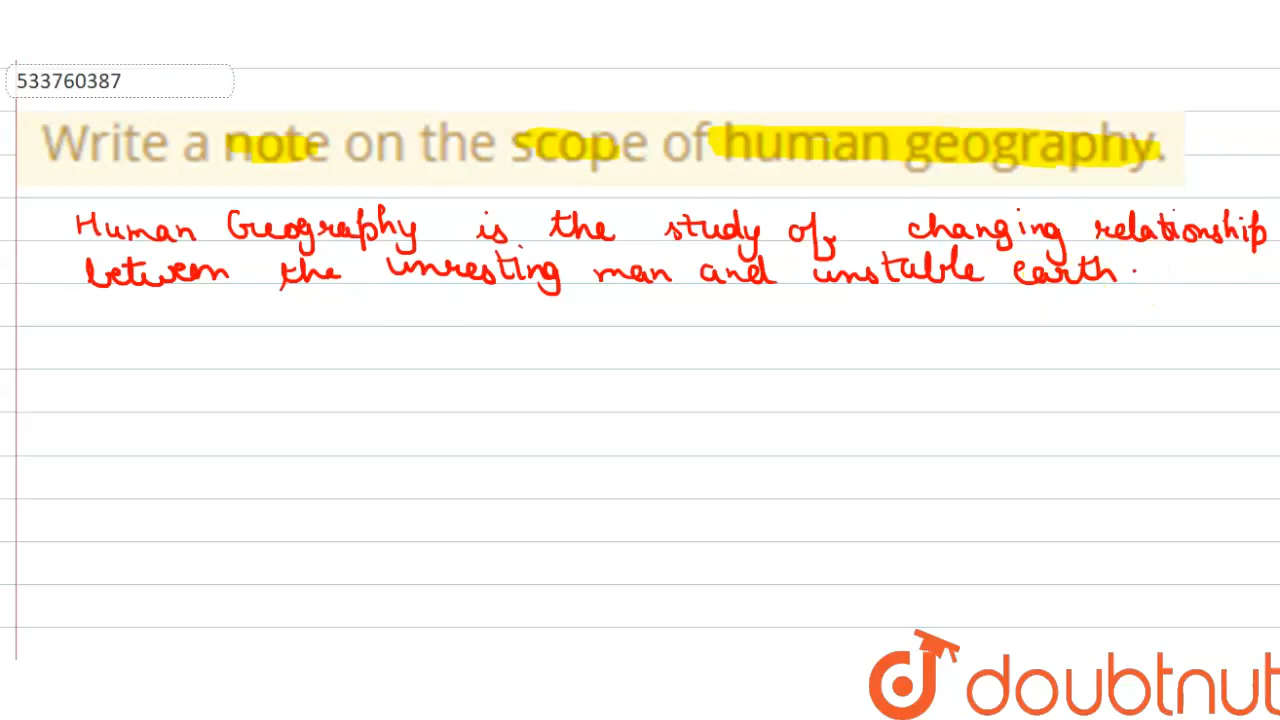 533760387
Write a note on the scope of human geography.
Human Geography is the study of, changing relationship
between the unresting man and unstable earth.
doubtnut